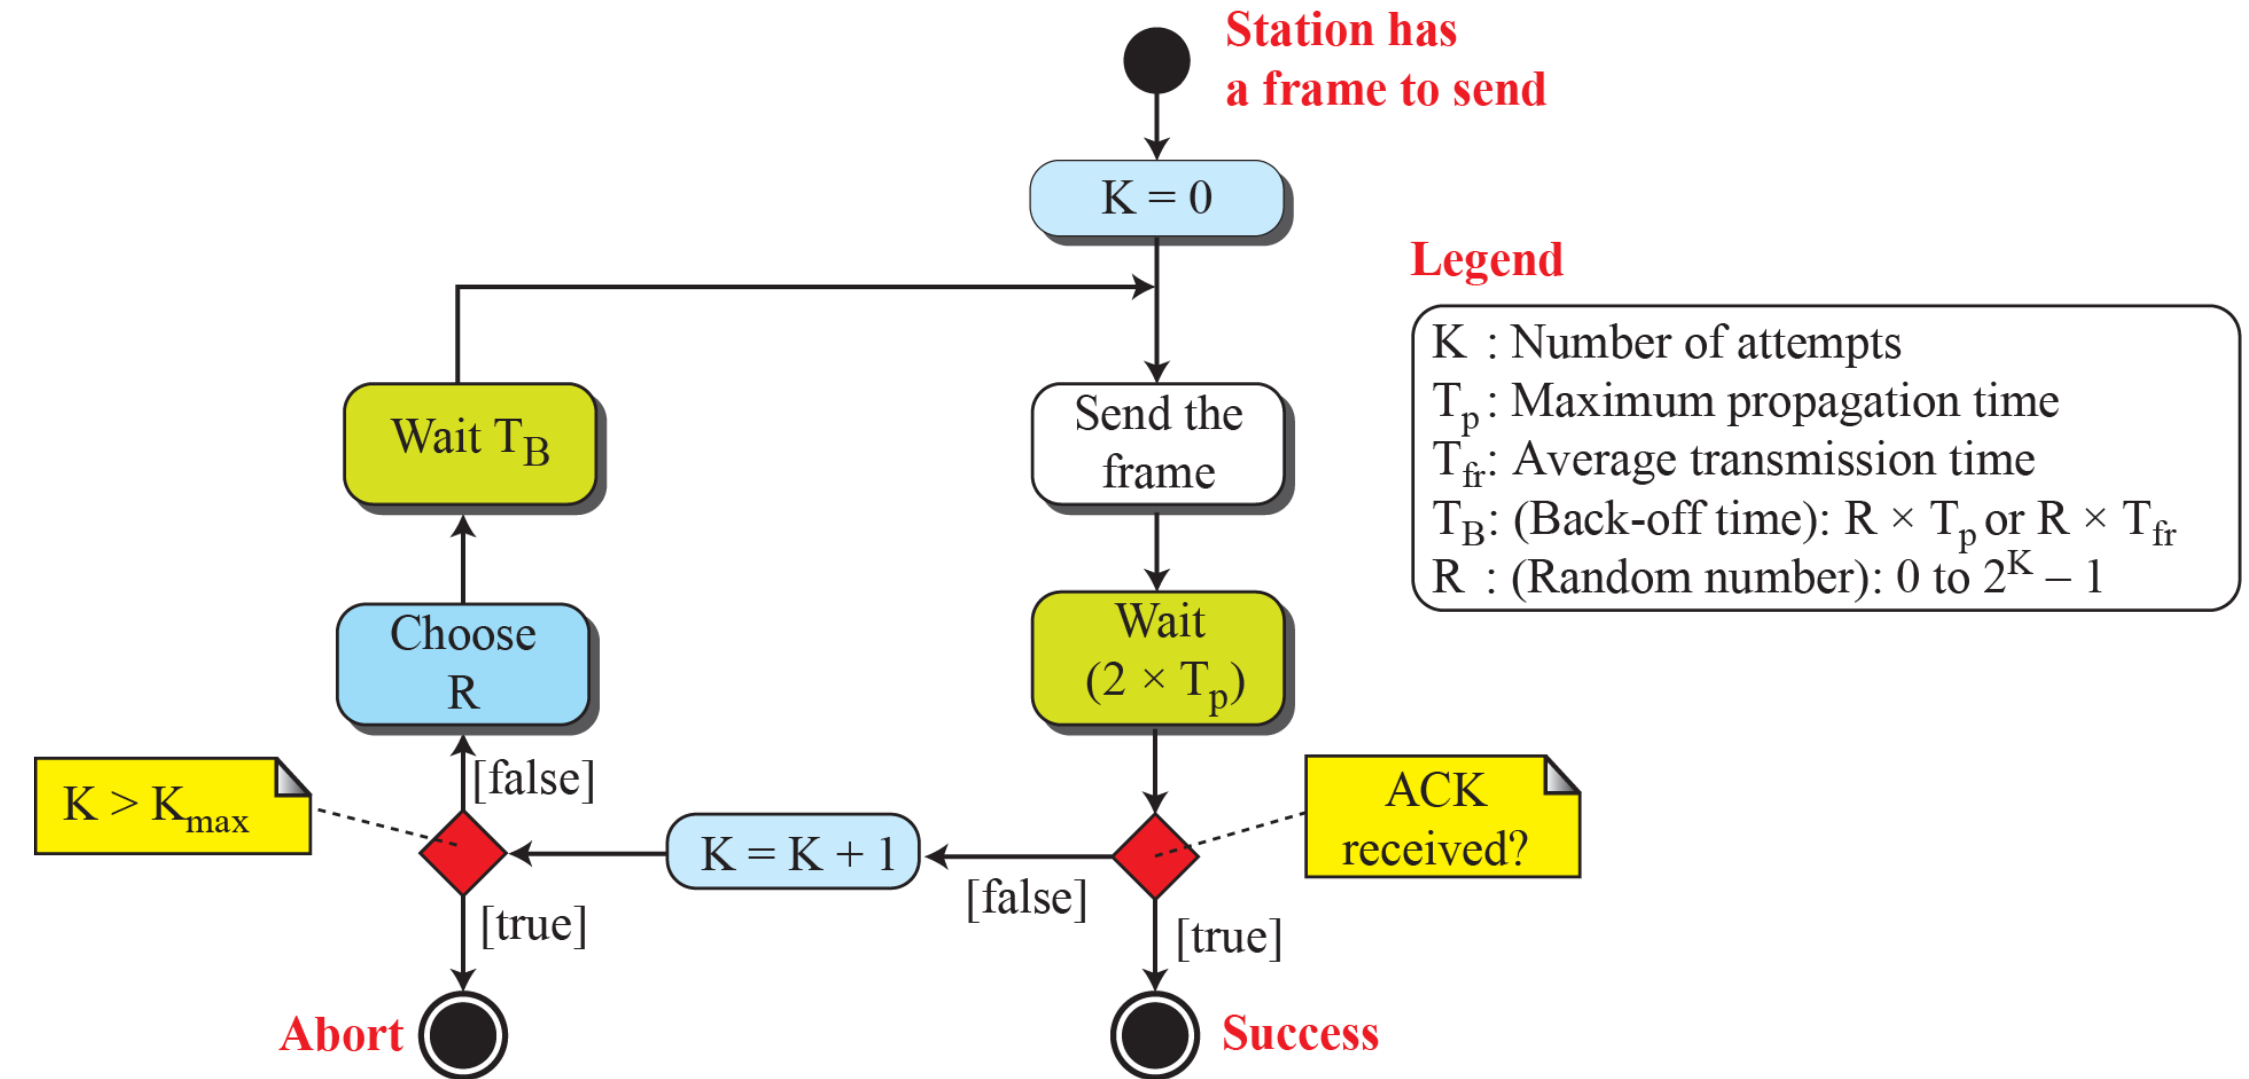 Station has
a frame to send
K = 0
Legend
K : Number of attempts
Tp : Maximum propagation time
Tfr: Average transmission time
TB: (Back-off time): R × Tp or R × Tfr
R : (Random number): 0 to 2^K – 1
Wait TB
Send the
frame
Choose
R
Wait
(2 × Tp)
[false]
K > Kmax
K = K + 1
ACK
received?
[false]
[true]
[true]
Abort
Success